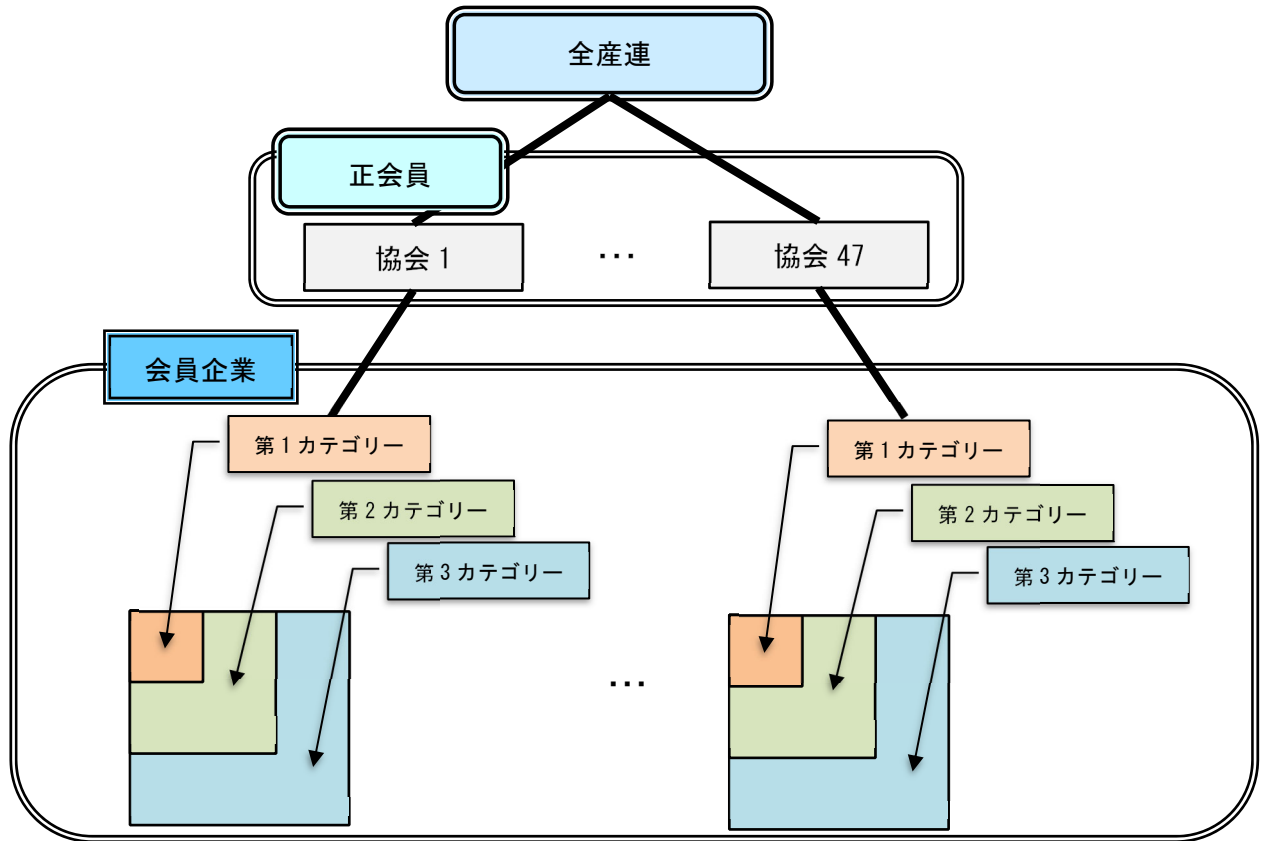 全産連
正会員
協会 1
…
協会 47
会員企業
第 1 カテゴリー
第 2 カテゴリー
第 3 カテゴリー
第 1 カテゴリー
第 2 カテゴリー
第 3 カテゴリー
…